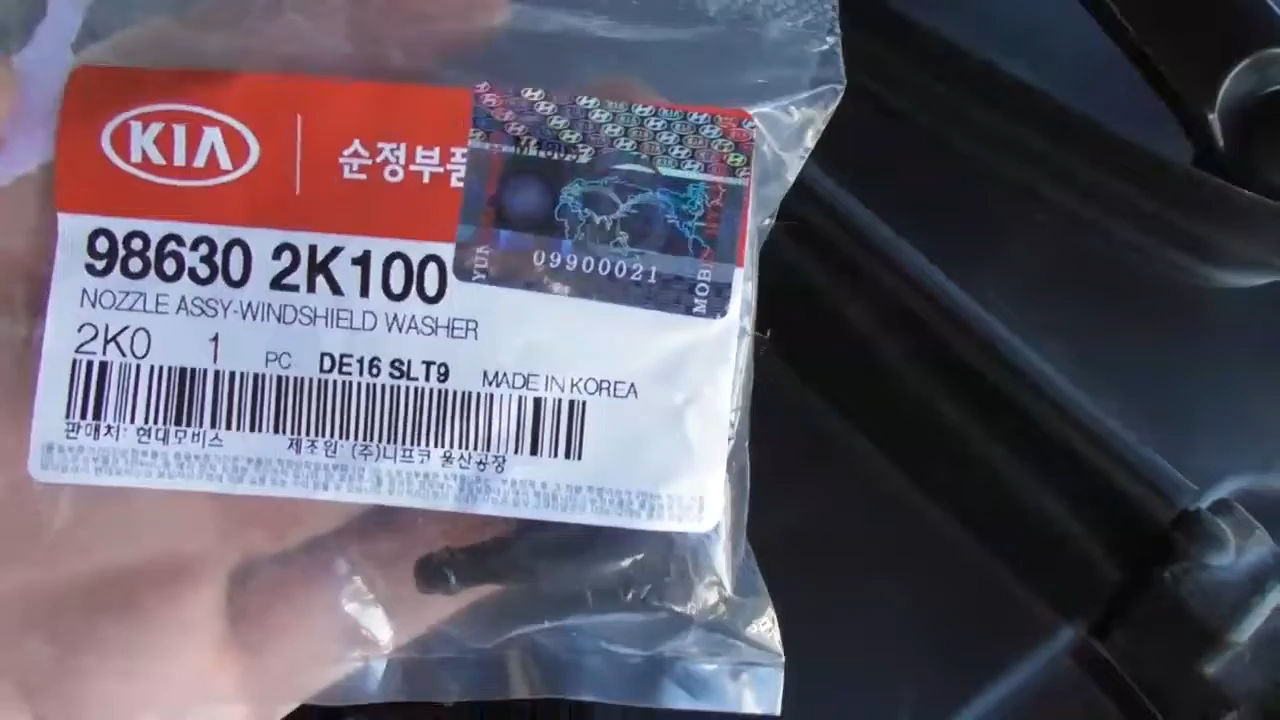 KIA 순정부품
09900021
98630 2K100
NOZZLE ASSY-WINDSHIELD WASHER
2K0 1 PC DE16 SLT9 MADE IN KOREA
판매처: 현대모비스 제조원: (주)니프코 울산공장